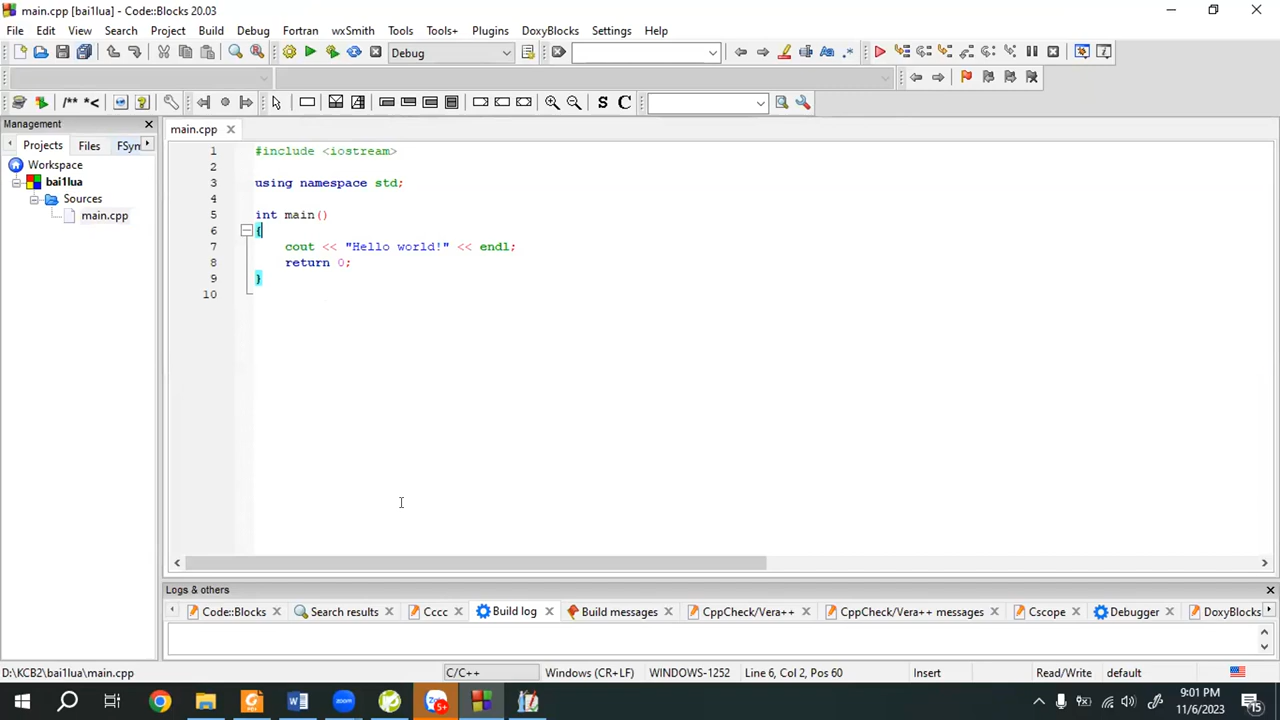 main.cpp [bai1lua] - Code::Blocks 20.03
File Edit View Search Project Build Debug Fortran wxSmith Tools Tools+ Plugins DoxyBlocks Settings Help
Debug
/** *<
S C
Management
main.cpp
Projects Files FSym
Workspace
bai1lua
Sources
main.cpp
1 #include <iostream>
2
3 using namespace std;
4
5 int main()
6 {
7 cout << "Hello world!" << endl;
8 return 0;
9 }
10
Logs & others
Code::Blocks Search results Cccc Build log Build messages CppCheck/Vera++ CppCheck/Vera++ messages Cscope Debugger DoxyBlocks
D:\KCB2\bai1lua\main.cpp C/C++ Windows (CR+LF) WINDOWS-1252 Line 6, Col 2, Pos 60 Insert Read/Write default
zoom
5+
9:01 PM
11/6/2023
15